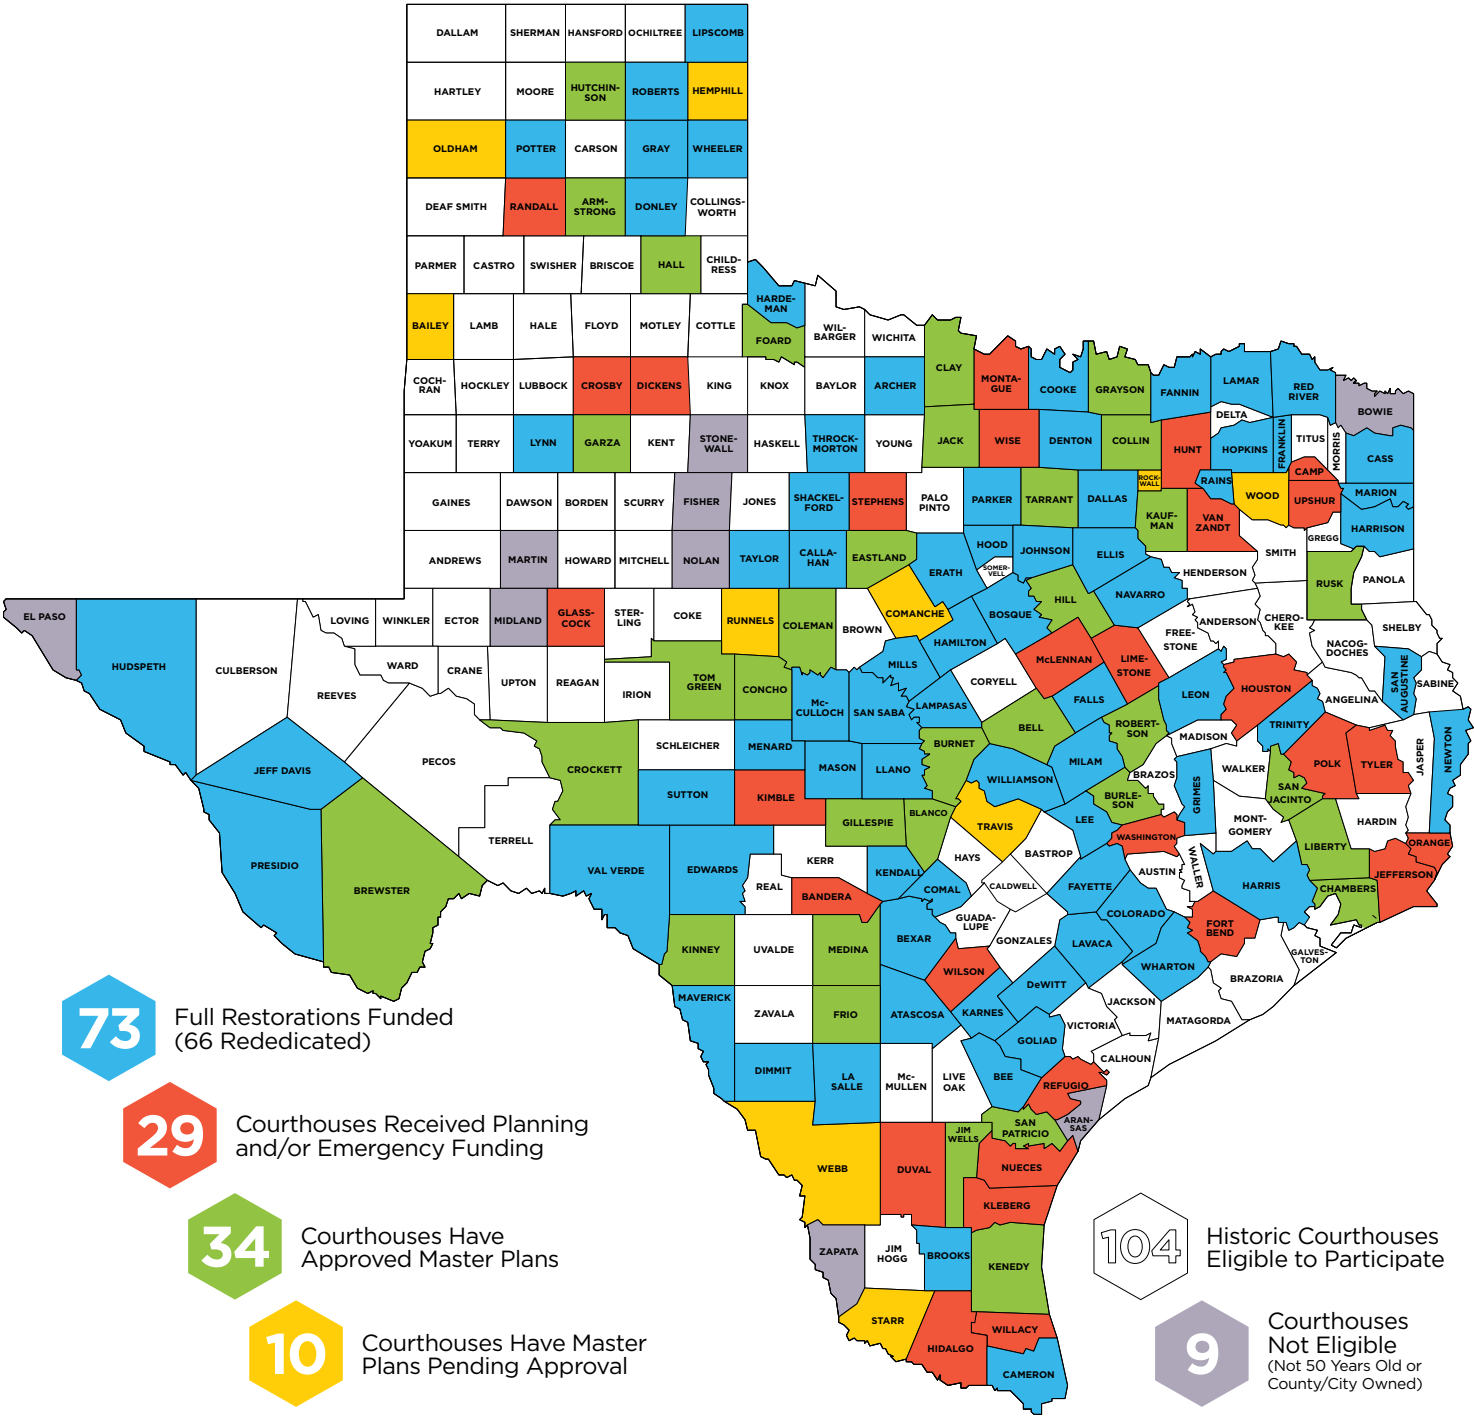 DALLAM SHERMAN HANSFORD OCHILTREE LIPSCOMB
HARTLEY MOORE HUTCHIN-
SON ROBERTS HEMPHILL
OLDHAM POTTER CARSON GRAY WHEELER
DEAF SMITH RANDALL ARM-
STRONG DONLEY COLLINGS-
WORTH
PARMER CASTRO SWISHER BRISCOE HALL CHILD-
RESS
HARDE-
MAN
BAILEY LAMB HALE FLOYD MOTLEY COTTLE FOARD WIL-
BARGER WICHITA CLAY
COCH-
RAN HOCKLEY LUBBOCK CROSBY DICKENS KING KNOX BAYLOR ARCHER MONTA-
GUE COOKE GRAYSON FANNIN LAMAR RED
RIVER BOWIE
DELTA
YOAKUM TERRY LYNN GARZA KENT STONE-
WALL HASKELL THROCK-
MORTON YOUNG JACK WISE DENTON COLLIN HUNT HOPKINS FRANKLIN TITUS MORRIS CASS
CAMP
GAINES DAWSON BORDEN SCURRY FISHER JONES SHACKEL-
FORD STEPHENS PALO
PINTO PARKER TARRANT DALLAS ROCK-
WALL RAINS WOOD UPSHUR MARION
KAUF-
MAN VAN
ZANDT HARRISON
GREGG
ANDREWS MARTIN HOWARD MITCHELL NOLAN TAYLOR CALLA-
HAN EASTLAND ERATH HOOD SOMER-
VELL JOHNSON ELLIS HENDERSON SMITH RUSK PANOLA
EL PASO HUDSPETH CULBERSON LOVING WINKLER ECTOR MIDLAND GLASS-
COCK STER-
LING COKE RUNNELS COLEMAN BROWN COMANCHE BOSQUE HILL NAVARRO ANDERSON CHERO-
KEE SHELBY
REEVES WARD CRANE UPTON REAGAN IRION TOM
GREEN CONCHO MILLS HAMILTON McLENNAN LIME-
STONE FREE-
STONE NACOG-
DOCHES SAN
AUGUSTINE SABINE
Mc-
CULLOCH SAN SABA LAMPASAS CORYELL FALLS LEON HOUSTON ANGELINA
JEFF DAVIS PECOS CROCKETT SCHLEICHER MENARD MASON LLANO BURNET BELL ROBERT-
SON MADISON TRINITY POLK TYLER JASPER NEWTON
SUTTON KIMBLE WILLIAMSON MILAM BRAZOS GRIMES WALKER SAN
JACINTO
PRESIDIO BREWSTER TERRELL GILLESPIE BLANCO TRAVIS LEE BURLE-
SON WASHINGTON MONT-
GOMERY LIBERTY HARDIN ORANGE
VAL VERDE EDWARDS REAL KERR BANDERA KENDALL HAYS BASTROP CALDWELL AUSTIN WALLER HARRIS CHAMBERS JEFFERSON
COMAL FAYETTE COLORADO FORT
BEND
KINNEY UVALDE MEDINA BEXAR GUADA-
LUPE GONZALES LAVACA WHARTON BRAZORIA GALVES-
TON
MAVERICK ZAVALA FRIO ATASCOSA WILSON KARNES DeWITT JACKSON MATAGORDA
VICTORIA
DIMMIT LA
SALLE Mc-
MULLEN LIVE
OAK BEE GOLIAD CALHOUN
REFUGIO
ARAN-
SAS
SAN
PATRICIO
JIM
WELLS
WEBB DUVAL NUECES
KLEBERG
ZAPATA JIM
HOGG BROOKS KENEDY
STARR HIDALGO WILLACY
CAMERON
73 Full Restorations Funded
(66 Rededicated)
29 Courthouses Received Planning
and/or Emergency Funding
34 Courthouses Have
Approved Master Plans
10 Courthouses Have Master
Plans Pending Approval
104 Historic Courthouses
Eligible to Participate
9 Courthouses
Not Eligible
(Not 50 Years Old or
County/City Owned)